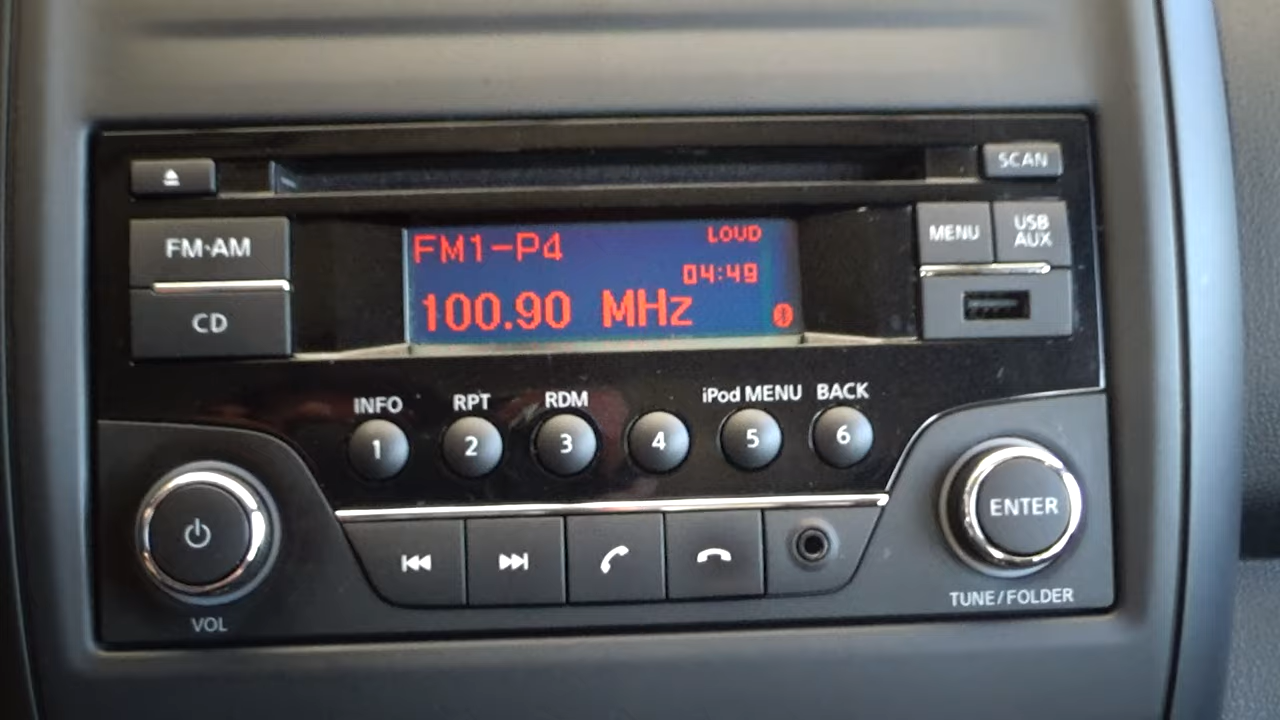 SCAN
FM·AM
CD
FM1-P4
LOUD
04:49
100.90 MHz
MENU
USB
AUX
INFO
RPT
RDM
iPod MENU
BACK
1
2
3
4
5
6
VOL
ENTER
TUNE/FOLDER